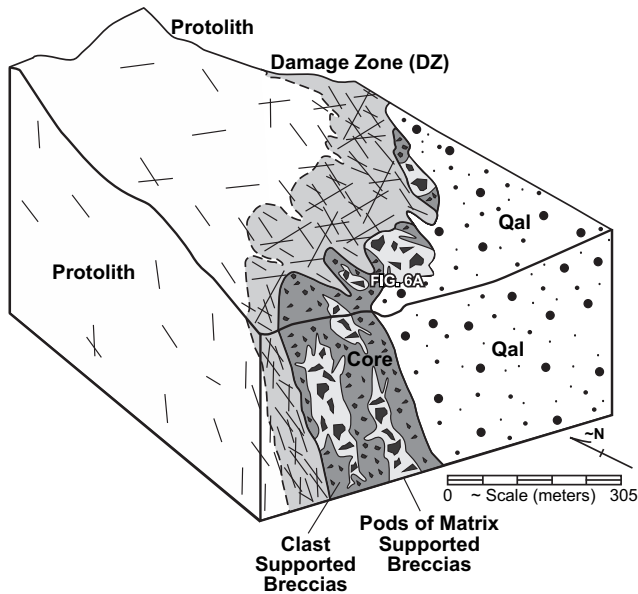 Protolith
Damage Zone (DZ)
Qal
Protolith
FIG. 6A
Qal
Core
~N
0 ~ Scale (meters) 305
Clast
Supported
Breccias
Pods of Matrix
Supported
Breccias